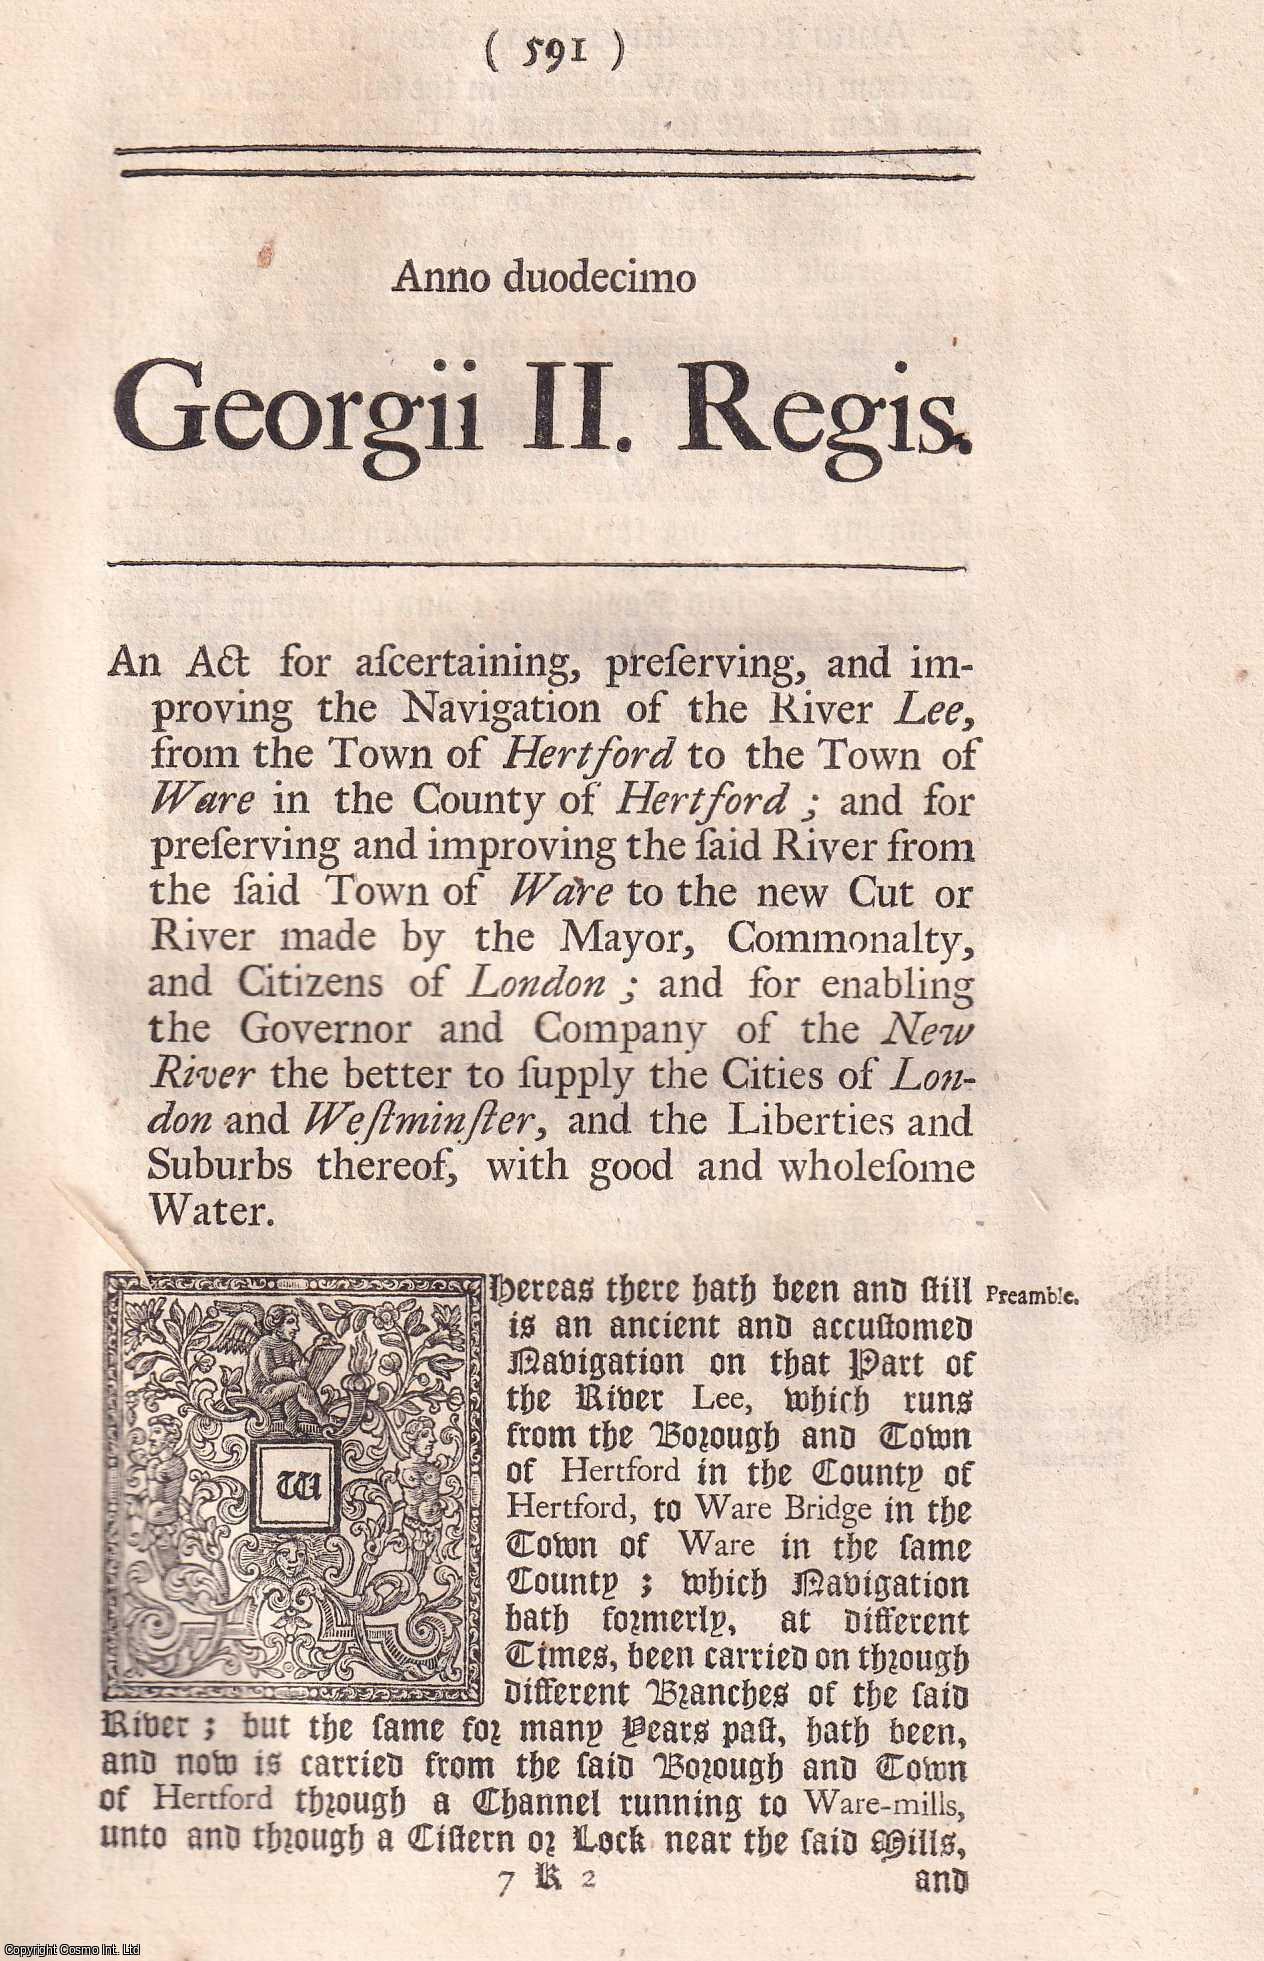 ( 591 )
Anno duodecimo
Georgii II. Regis.
An Act for aſcertaining, preſerving, and im-
proving the Navigation of the River Lee,
from the Town of Hertford to the Town of
Ware in the County of Hertford ; and for
preſerving and improving the ſaid River from
the ſaid Town of Ware to the new Cut or
River made by the Mayor, Commonalty,
and Citizens of London ; and for enabling
the Governor and Company of the New
River the better to ſupply the Cities of Lon-
don and Weſtminſter, and the Liberties and
Suburbs thereof, with good and wholeſome
Water.
Whereas there hath been and ſtill
Preamble.
is an ancient and accuſtomed
Navigation on that Part of
the River Lee, which runs
from the Borough and Town
of Hertford in the County of
Hertford, to Ware Bridge in the
Town of Ware in the ſame
County ; which Navigation
hath formerly, at different
Times, been carried on through
different Branches of the ſaid
River ; but the ſame for many Years paſt, hath been,
and now is carried from the ſaid Borough and Town
of Hertford through a Channel running to Ware-mills,
unto and through a Ciſtern or Lock near the ſaid Mills,
7 K 2
and
Copyright Cosmo Int. Ltd